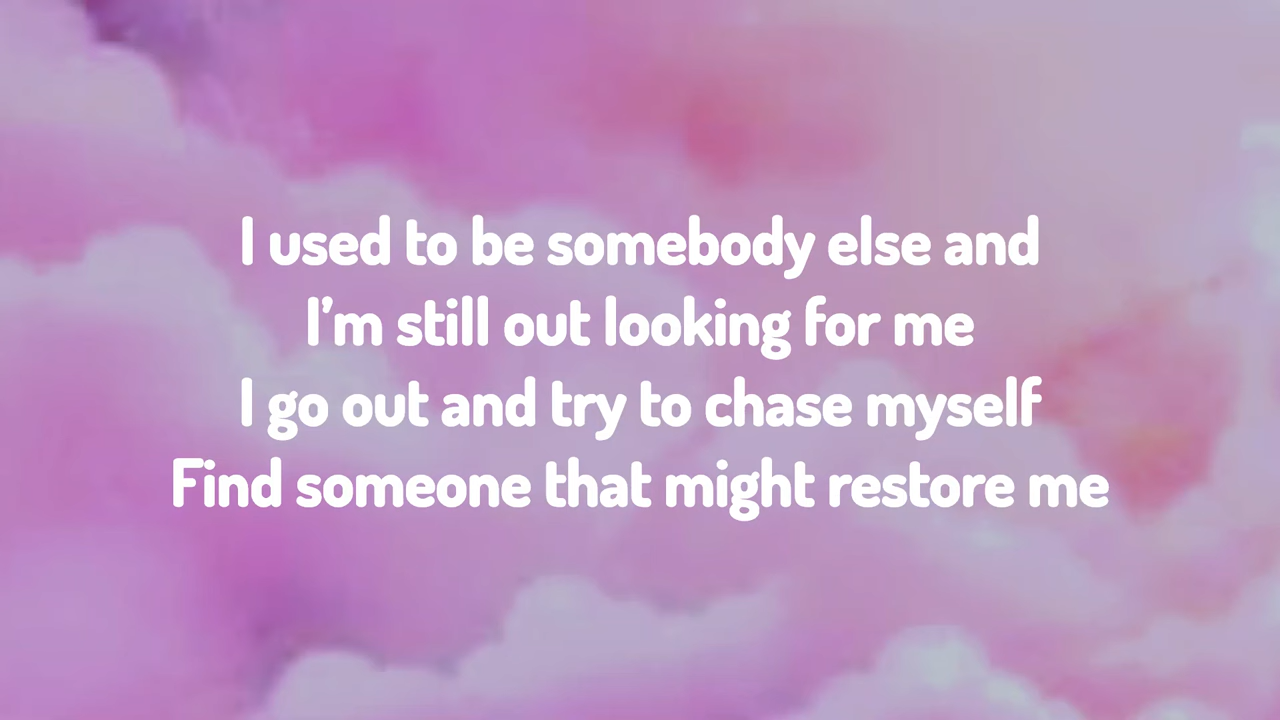 I used to be somebody else and
I’m still out looking for me
I go out and try to chase myself
Find someone that might restore me